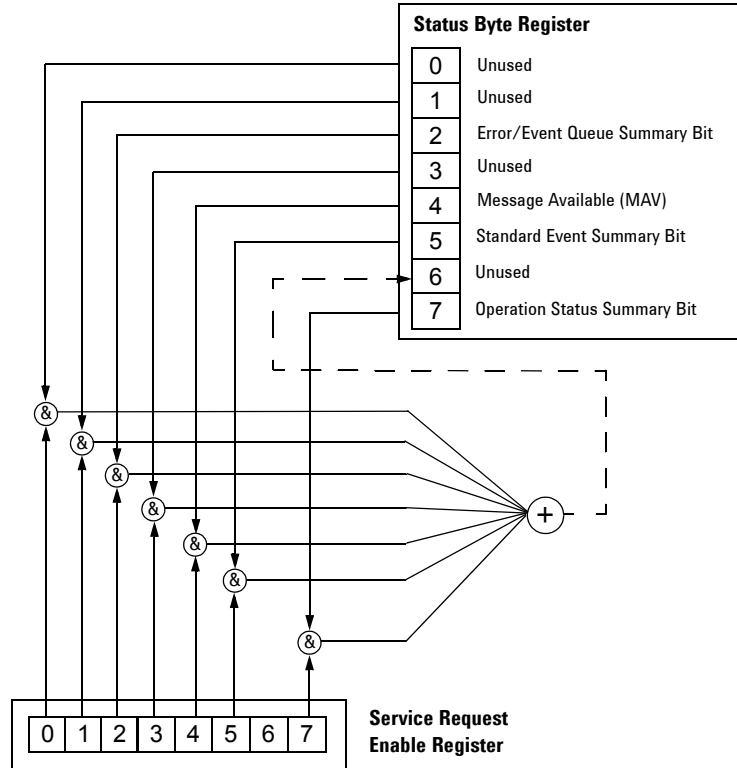 Status Byte Register
0 Unused
1 Unused
2 Error/Event Queue Summary Bit
3 Unused
4 Message Available (MAV)
5 Standard Event Summary Bit
6 Unused
7 Operation Status Summary Bit
&
&
&
&
+
&
&
&
Service Request
0 1 2 3 4 5 6 7
Enable Register